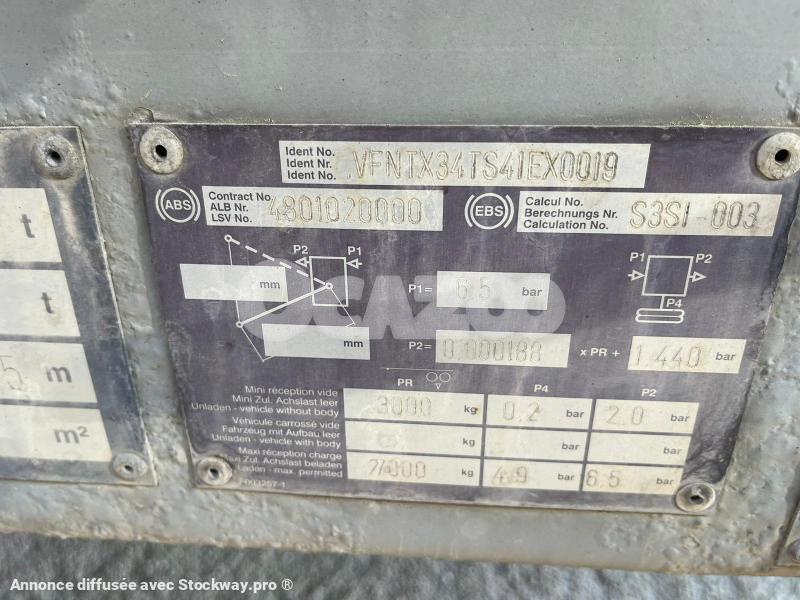 Ident No.
Ident Nr.
Ident No.
VFNTX34TS41EX0019
ABS
Contract No.
ALB Nr.
LSV No.
4801020000
EBS
Calcul No.
Berechnungs Nr.
Calculation No.
S3SI-003
t
t
5 m
m²
P2 P1
mm
mm
P1= 6.5 bar
P1 P2
P4
P2= 0.000188 x PR + 1.440 bar
PR P4 P2
Mini réception vide
Mini Zul. Achslast leer
Unladen - vehicle without body
3000 kg 0.2 bar 2.0 bar
Véhicule carrossé vide
Fahrzeug mit Aufbau leer
Unladen - vehicle with body
kg bar bar
Maxi réception charge
Maxi Zul. Achslast beladen
Laden - max. permitted
27000 kg 4.9 bar 6.5 bar
OCAZOO
Annonce diffusée avec Stockway.pro ®